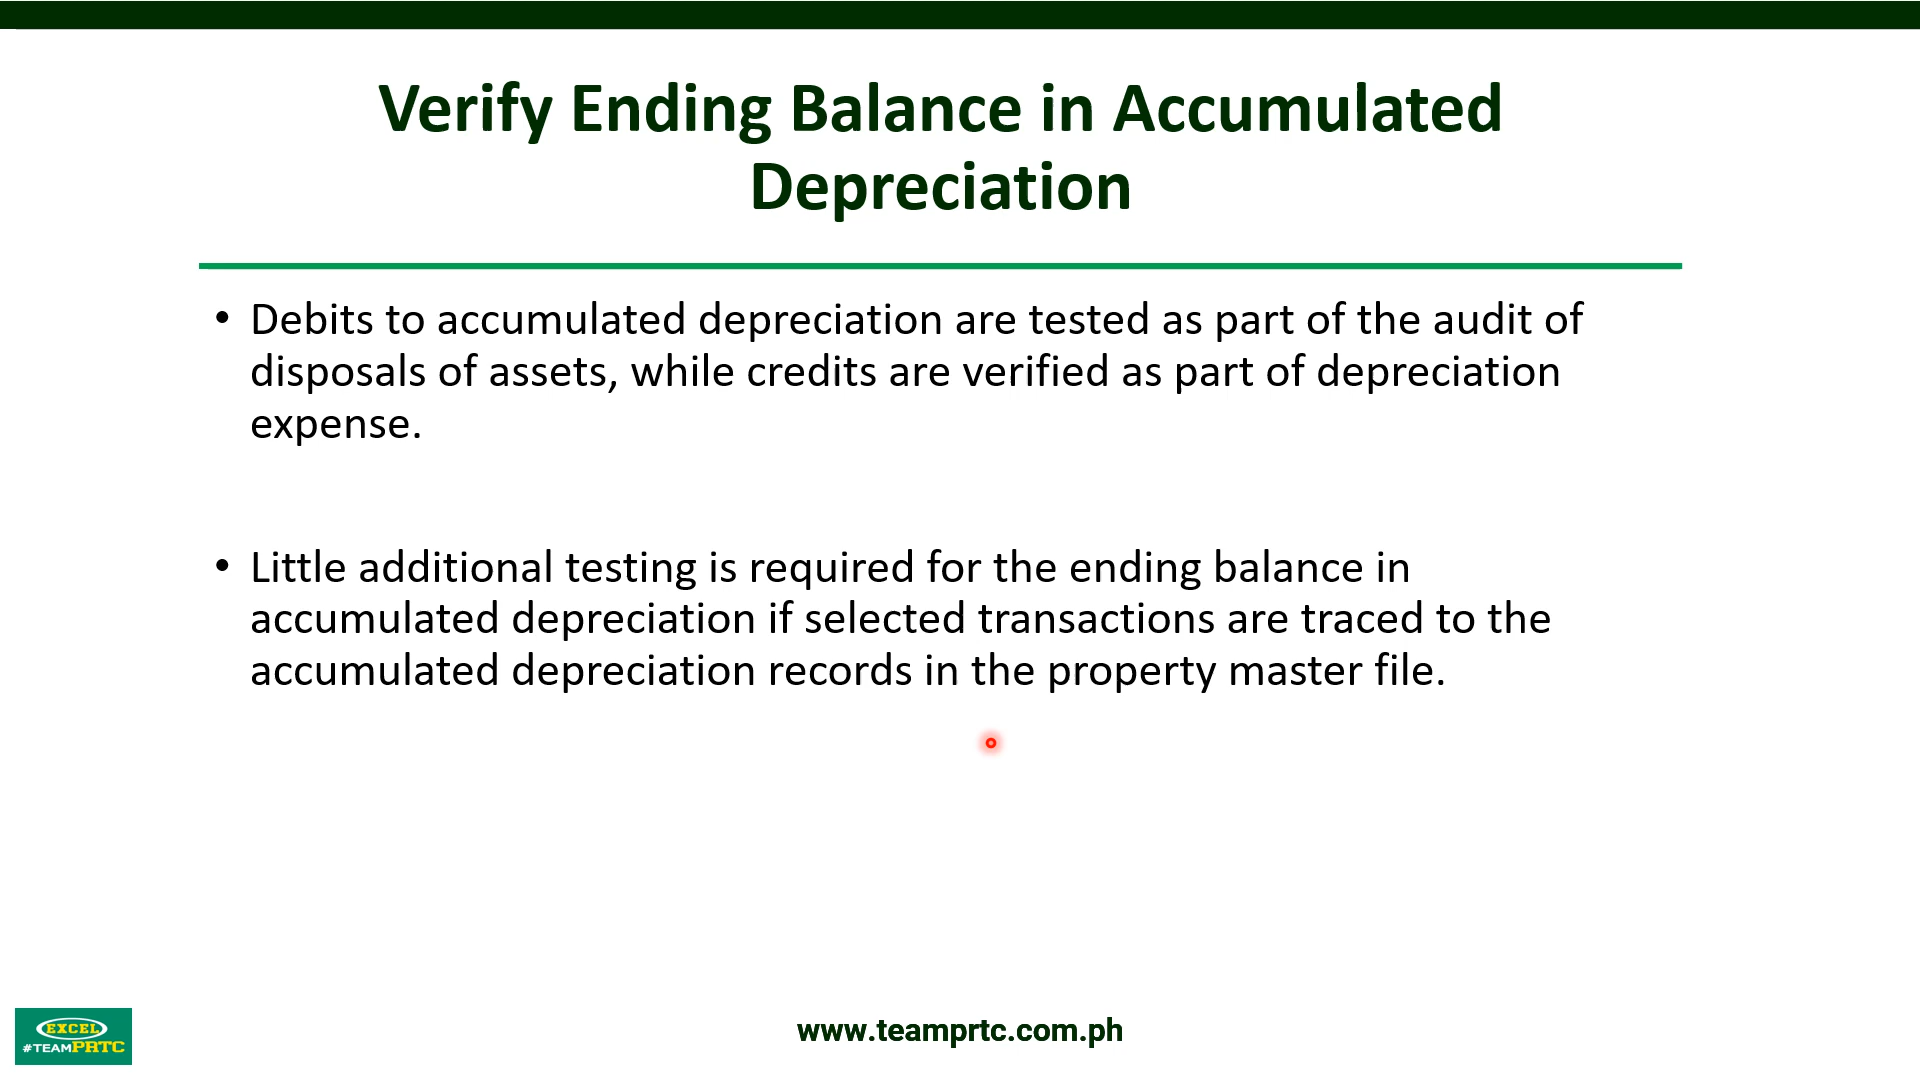 Verify Ending Balance in Accumulated
Depreciation
• Debits to accumulated depreciation are tested as part of the audit of
disposals of assets, while credits are verified as part of depreciation
expense.
• Little additional testing is required for the ending balance in
accumulated depreciation if selected transactions are traced to the
accumulated depreciation records in the property master file.
EXCEL
#TEAMPRTC
www.teamprtc.com.ph